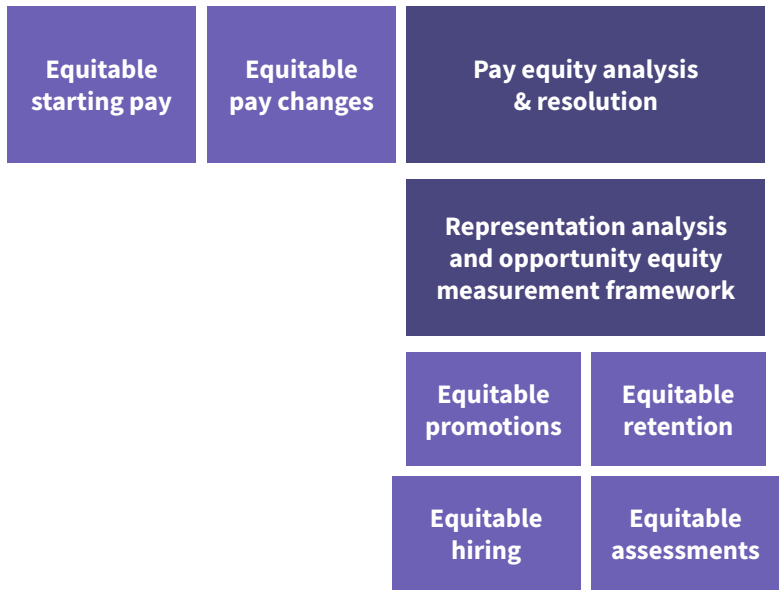 Equitable
starting pay
Equitable
pay changes
Pay equity analysis
& resolution
Representation analysis
and opportunity equity
measurement framework
Equitable
promotions
Equitable
retention
Equitable
hiring
Equitable
assessments